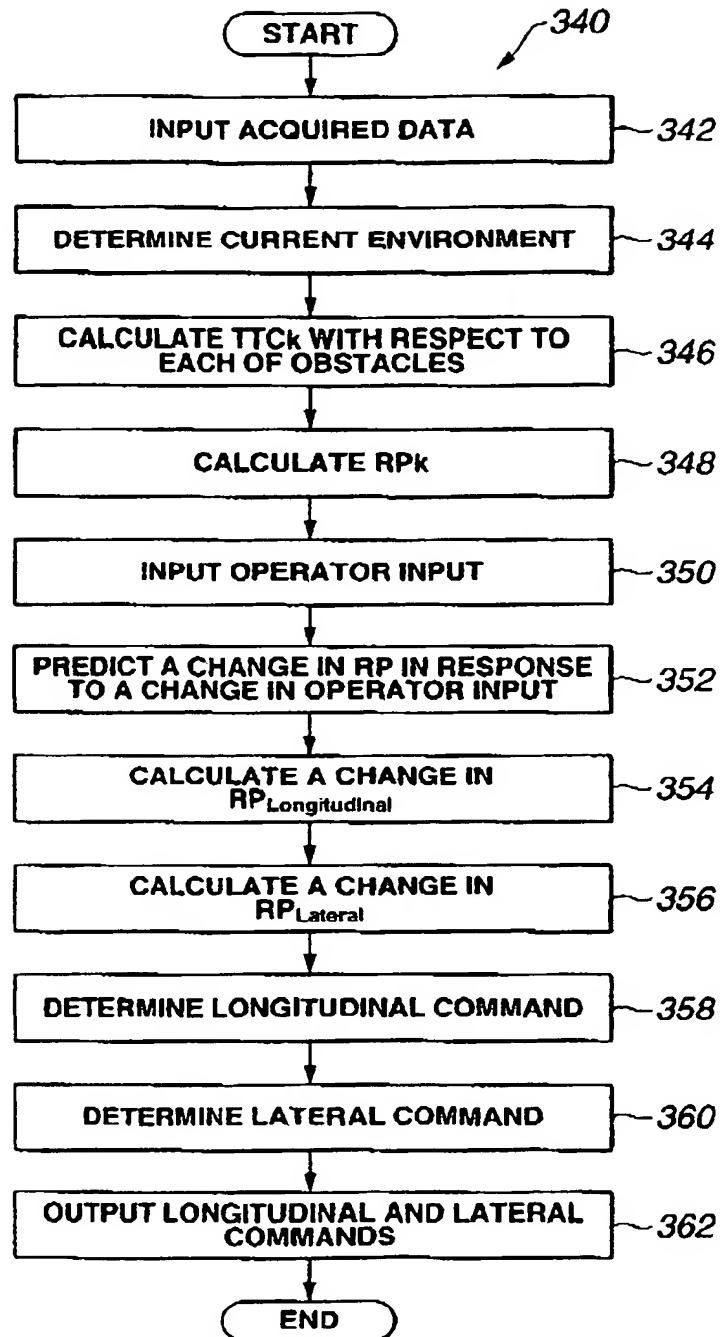 START
340
INPUT ACQUIRED DATA
342
DETERMINE CURRENT ENVIRONMENT
344
CALCULATE TTCk WITH RESPECT TO
EACH OF OBSTACLES
346
CALCULATE RPk
348
INPUT OPERATOR INPUT
350
PREDICT A CHANGE IN RP IN RESPONSE
TO A CHANGE IN OPERATOR INPUT
352
CALCULATE A CHANGE IN
RPLongitudinal
354
CALCULATE A CHANGE IN
RPLateral
356
DETERMINE LONGITUDINAL COMMAND
358
DETERMINE LATERAL COMMAND
360
OUTPUT LONGITUDINAL AND LATERAL
COMMANDS
362
END